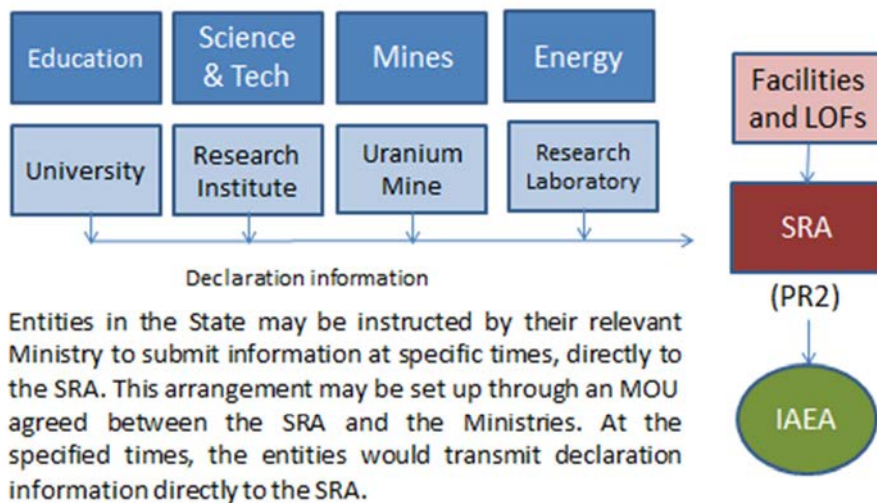 Education
Science
& Tech
Mines
Energy
Facilities
and LOFs
University
Research
Institute
Uranium
Mine
Research
Laboratory
SRA
Declaration information
(PR2)
Entities in the State may be instructed by their relevant
Ministry to submit information at specific times, directly to
the SRA. This arrangement may be set up through an MOU
agreed between the SRA and the Ministries. At the
specified times, the entities would transmit declaration
information directly to the SRA.
IAEA